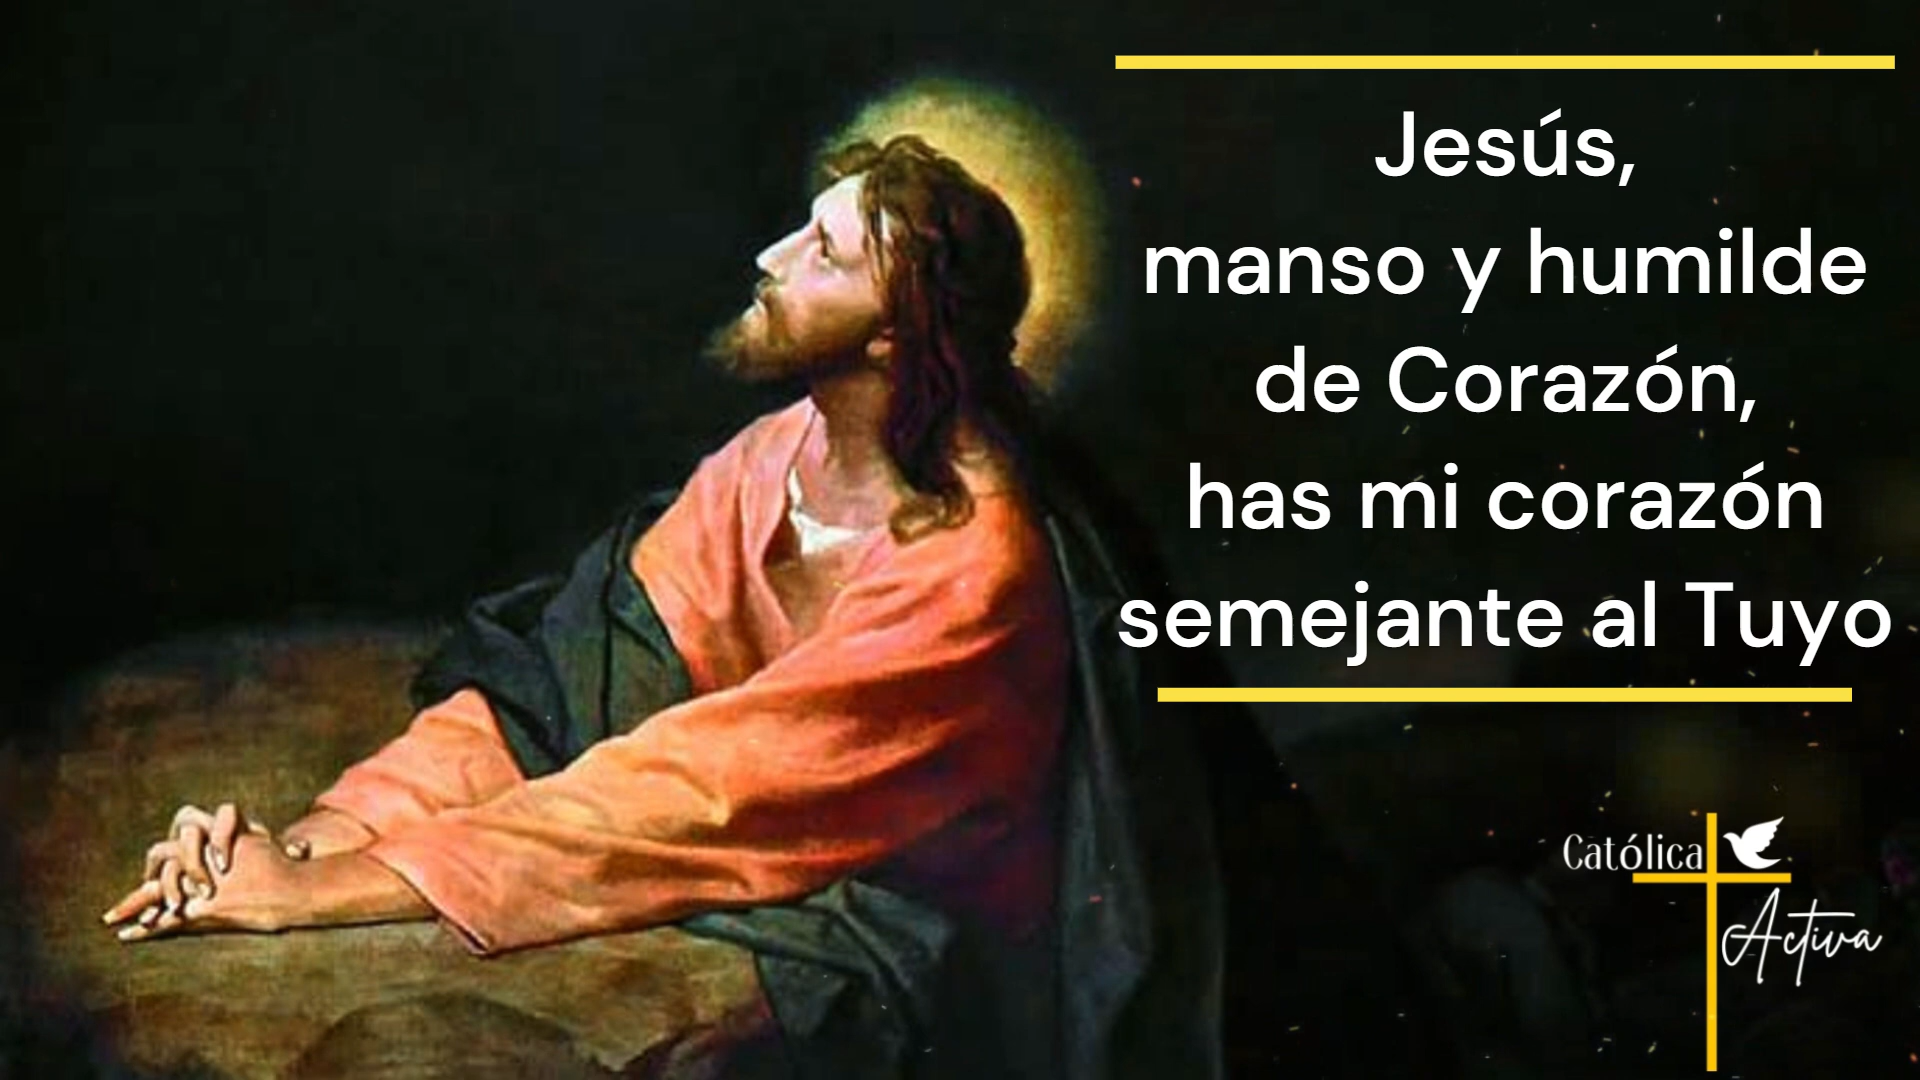 Jesús,
manso y humilde
de Corazón,
has mi corazón
semejante al Tuyo
Católica
Activa